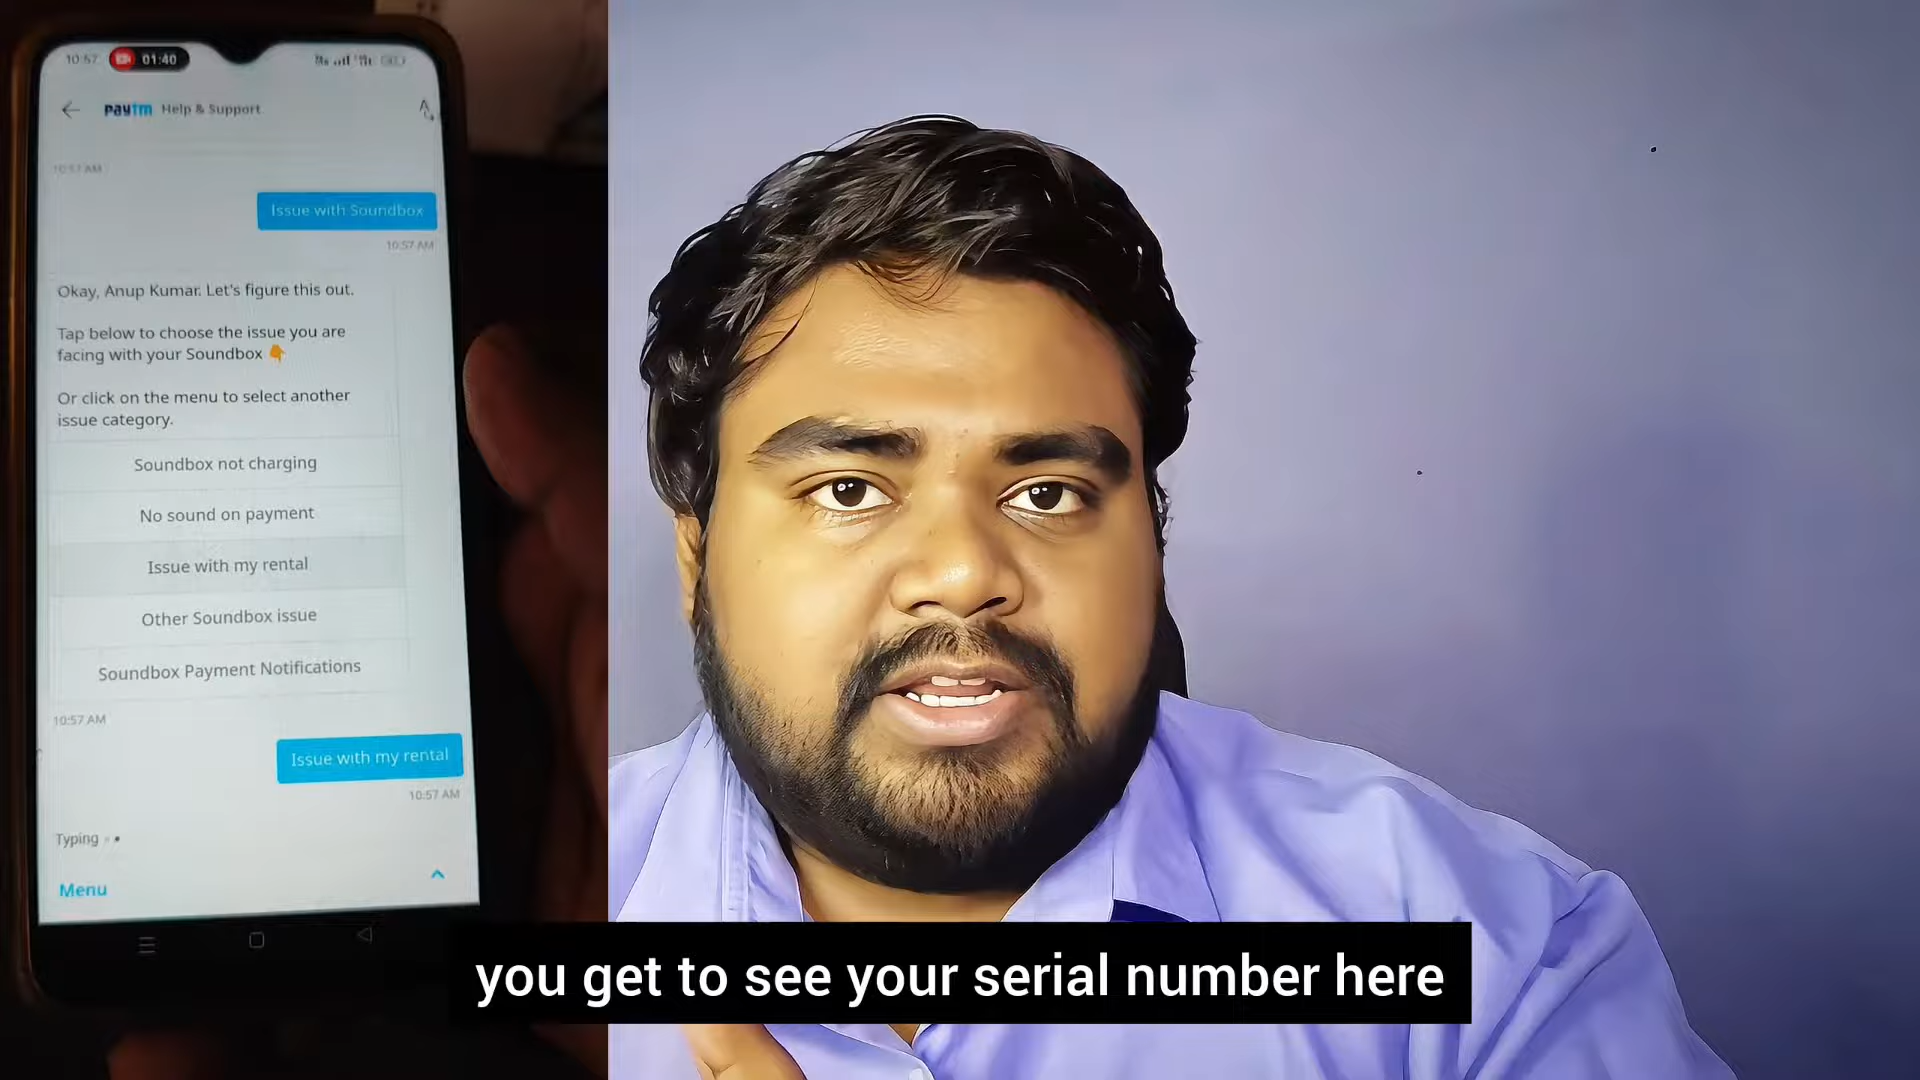 10:57 01:40
paytm Help & Support
10:57 AM
Issue with Soundbox
10:57 AM
Okay, Anup Kumar. Let's figure this out.
Tap below to choose the issue you are
facing with your Soundbox 👇
Or click on the menu to select another
issue category.
Soundbox not charging
No sound on payment
Issue with my rental
Other Soundbox issue
Soundbox Payment Notifications
10:57 AM
Issue with my rental
10:57 AM
Typing
Menu
you get to see your serial number here